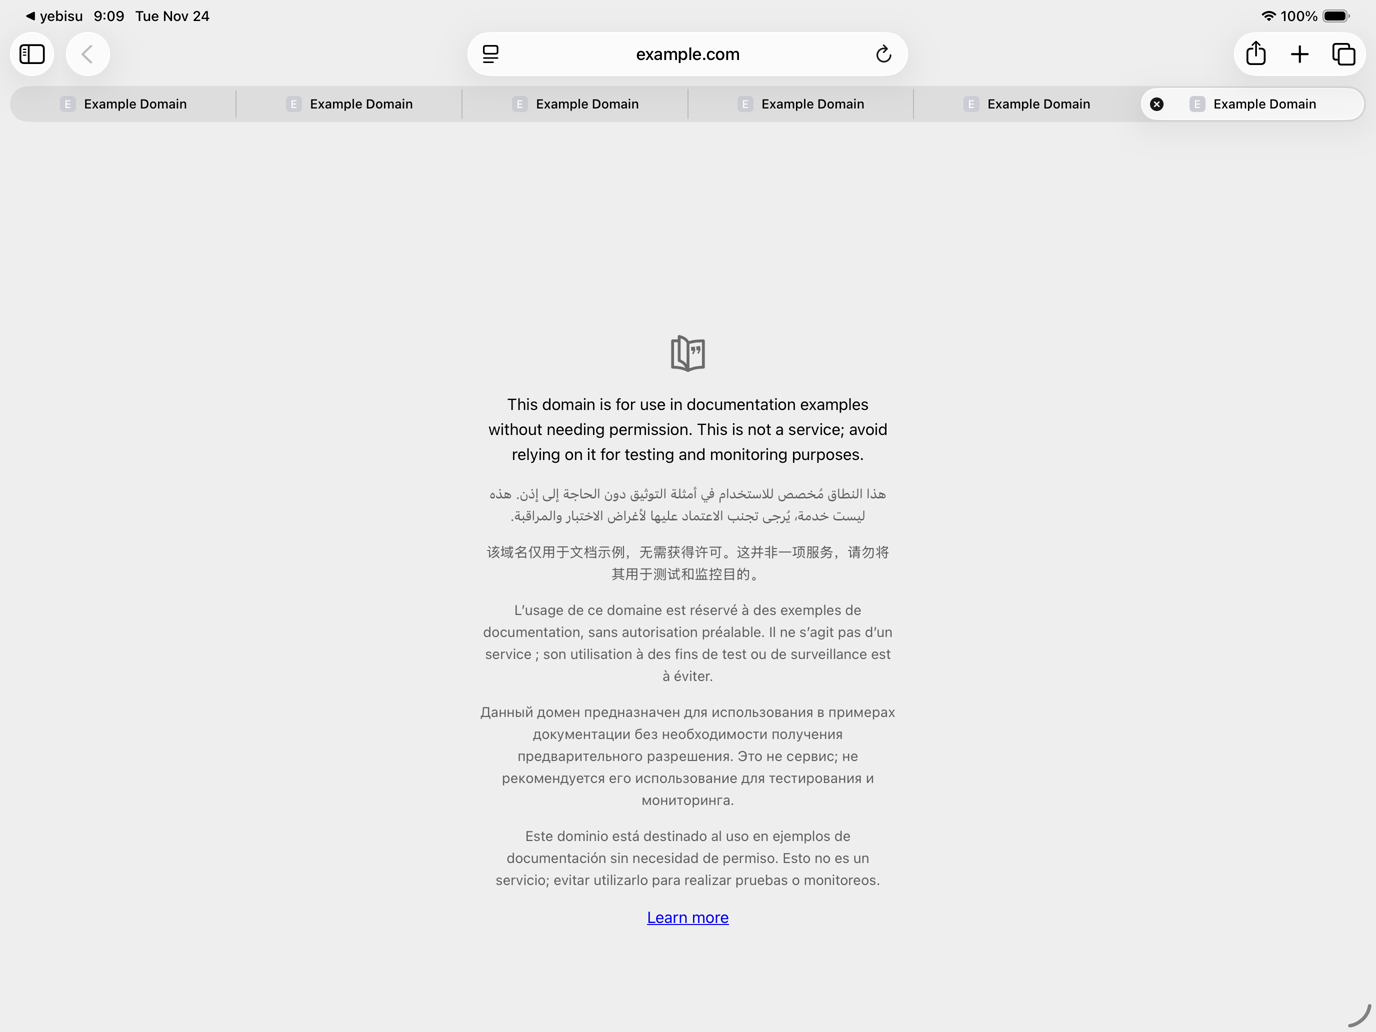 ◀ yebisu 9:09 Tue Nov 24 100%
example.com
E Example Domain E Example Domain E Example Domain E Example Domain E Example Domain E Example Domain
This domain is for use in documentation examples
without needing permission. This is not a service; avoid
relying on it for testing and monitoring purposes.
هذا النطاق مُخصص للاستخدام في أمثلة التوثيق دون الحاجة إلى إذن. هذه
ليست خدمة، يُرجى تجنب الاعتماد عليها لأغراض الاختبار والمراقبة.
该域名仅用于文档示例，无需获得许可。这并非一项服务，请勿将
其用于测试和监控目的。
L’usage de ce domaine est réservé à des exemples de
documentation, sans autorisation préalable. Il ne s’agit pas d’un
service ; son utilisation à des fins de test ou de surveillance est
à éviter.
Данный домен предназначен для использования в примерах
документации без необходимости получения
предварительного разрешения. Это не сервис; не
рекомендуется его использование для тестирования и
мониторинга.
Este dominio está destinado al uso en ejemplos de
documentación sin necesidad de permiso. Esto no es un
servicio; evitar utilizarlo para realizar pruebas o monitoreos.
Learn more